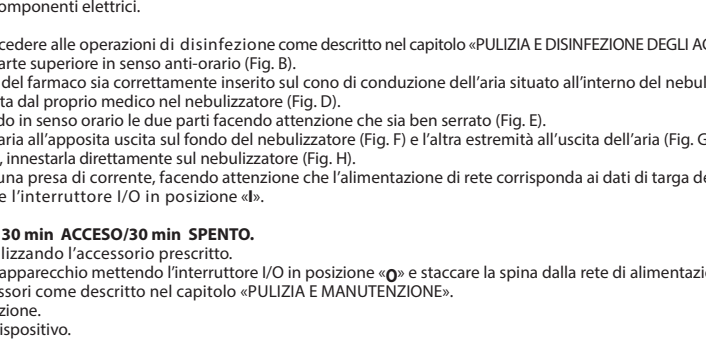 omponenti elettrici.
cedere alle operazioni di disinfezione come descritto nel capitolo «PULIZIA E DISINFEZIONE DEGLI AC
arte superiore in senso anti-orario (Fig. B).
del farmaco sia correttamente inserito sul cono di conduzione dell'aria situato all'interno del nebul
ta dal proprio medico nel nebulizzatore (Fig. D).
do in senso orario le due parti facendo attenzione che sia ben serrato (Fig. E).
aria all'apposita uscita sul fondo del nebulizzatore (Fig. F) e l'altra estremità all'uscita dell'aria (Fig. G
, innestarla direttamente sul nebulizzatore (Fig. H).
una presa di corrente, facendo attenzione che l'alimentazione di rete corrisponda ai dati di targa de
e l'interruttore I/O in posizione «I».
30 min ACCESO/30 min SPENTO.
lizzando l'accessorio prescritto.
apparecchio mettendo l'interruttore I/O in posizione «O» e staccare la spina dalla rete di alimentazi
ssori come descritto nel capitolo «PULIZIA E MANUTENZIONE».
zione.
ispositivo.